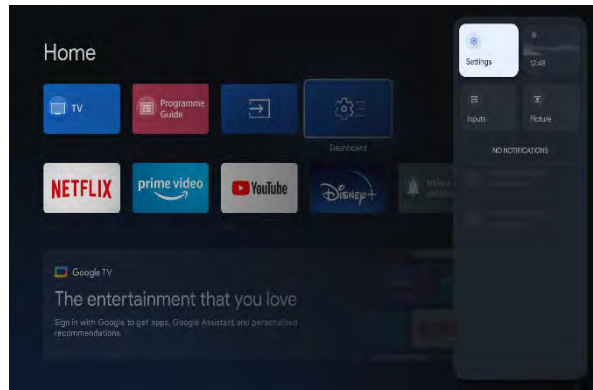 Home
TV
Programme
Guide
Dashboard
NETFLIX
prime video
YouTube
Disney+
Google TV
The entertainment that you love
Sign in with Google to get apps, Google Assistant and personalised
recommendations.
Settings
12:48
Inputs
Picture
NO NOTIFICATIONS